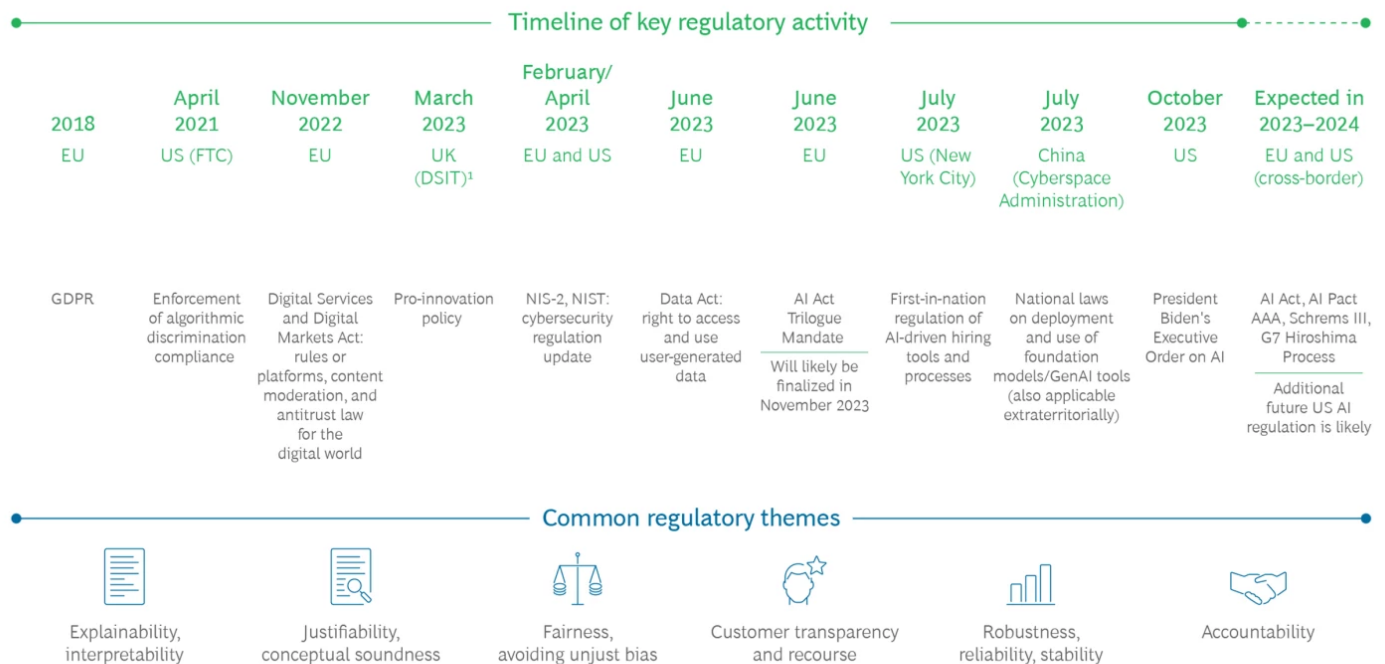 Timeline of key regulatory activity
2018
EU
GDPR
April
2021
US (FTC)
Enforcement
of algorithmic
discrimination
compliance
November
2022
EU
Digital Services
and Digital
Markets Act:
rules or
platforms, content
moderation, and
antitrust law
for the
digital world
March
2023
UK
(DSIT)¹
Pro-innovation
policy
February/
April
2023
EU and US
NIS-2, NIST:
cybersecurity
regulation
update
June
2023
EU
Data Act:
right to access
and use
user-generated
data
June
2023
EU
AI Act
Trilogue
Mandate
Will likely be
finalized in
November 2023
July
2023
US (New
York City)
First-in-nation
regulation of
AI-driven hiring
tools and
processes
July
2023
China
(Cyberspace
Administration)
National laws
on deployment
and use of
foundation
models/GenAI tools
(also applicable
extraterritorially)
October
2023
US
President
Biden's
Executive
Order on AI
Expected in
2023–2024
EU and US
(cross-border)
AI Act, AI Pact
AAA, Schrems III,
G7 Hiroshima
Process
Additional
future US AI
regulation is likely
Common regulatory themes
Explainability,
interpretability
Justifiability,
conceptual soundness
Fairness,
avoiding unjust bias
Customer transparency
and recourse
Robustness,
reliability, stability
Accountability